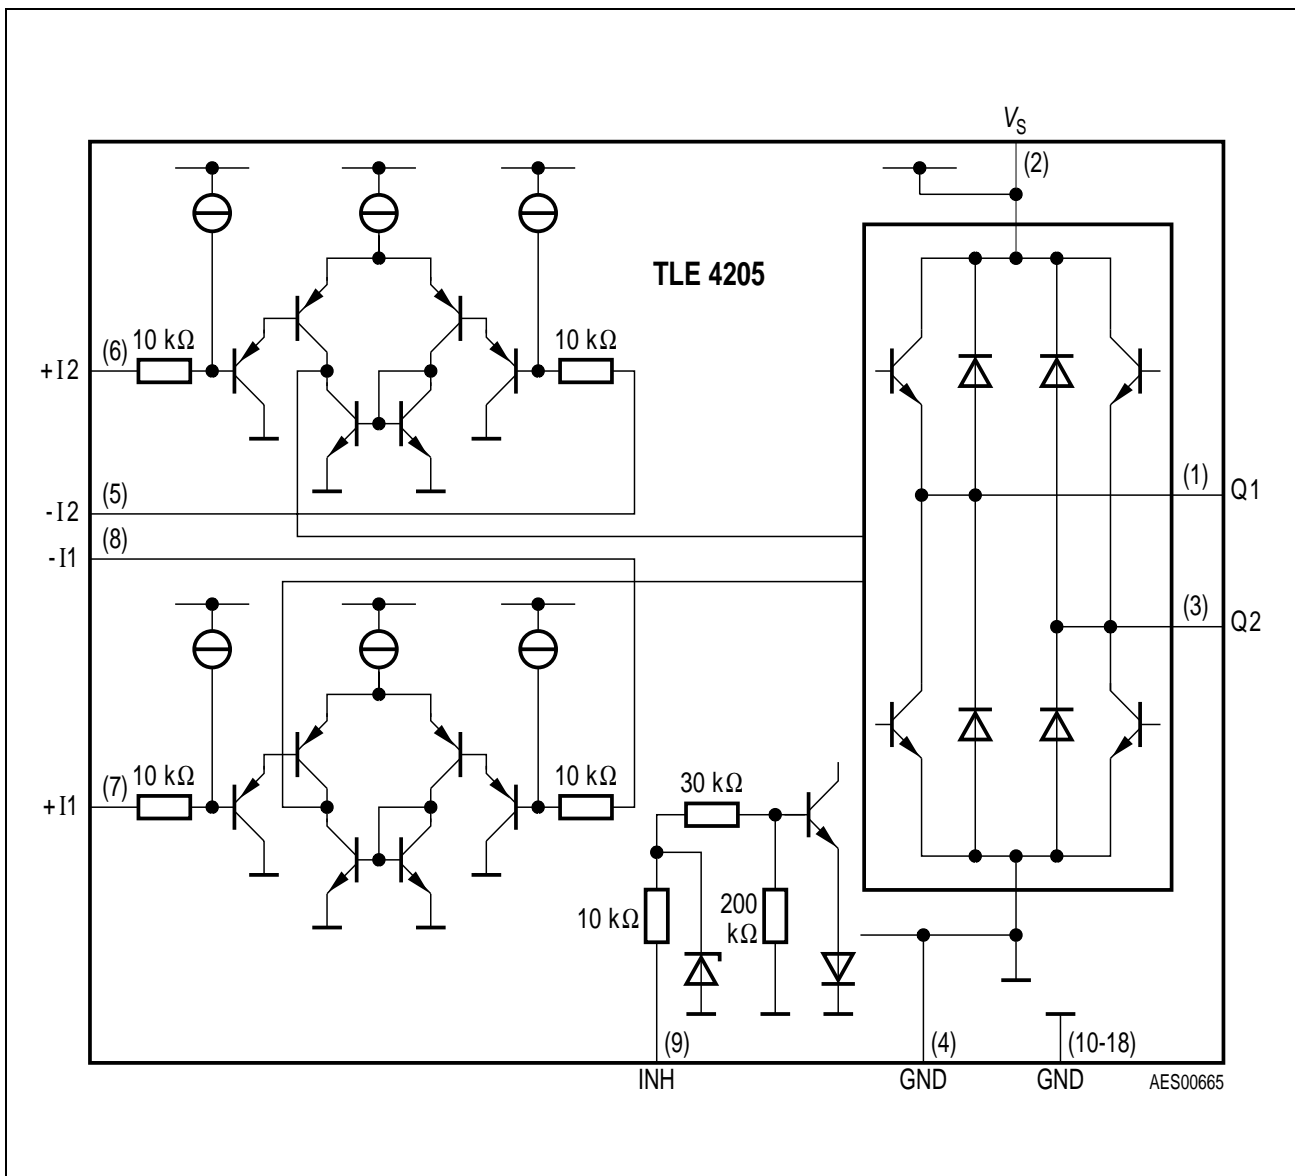 VS
(2)
TLE 4205
10 kΩ
10 kΩ
(6)
+I2
(1)
Q1
(5)
-I2
(8)
-I1
(3)
Q2
10 kΩ
10 kΩ
(7)
+I1
30 kΩ
10 kΩ
200
kΩ
(9)
(4)
(10-18)
INH
GND
GND
AES00665